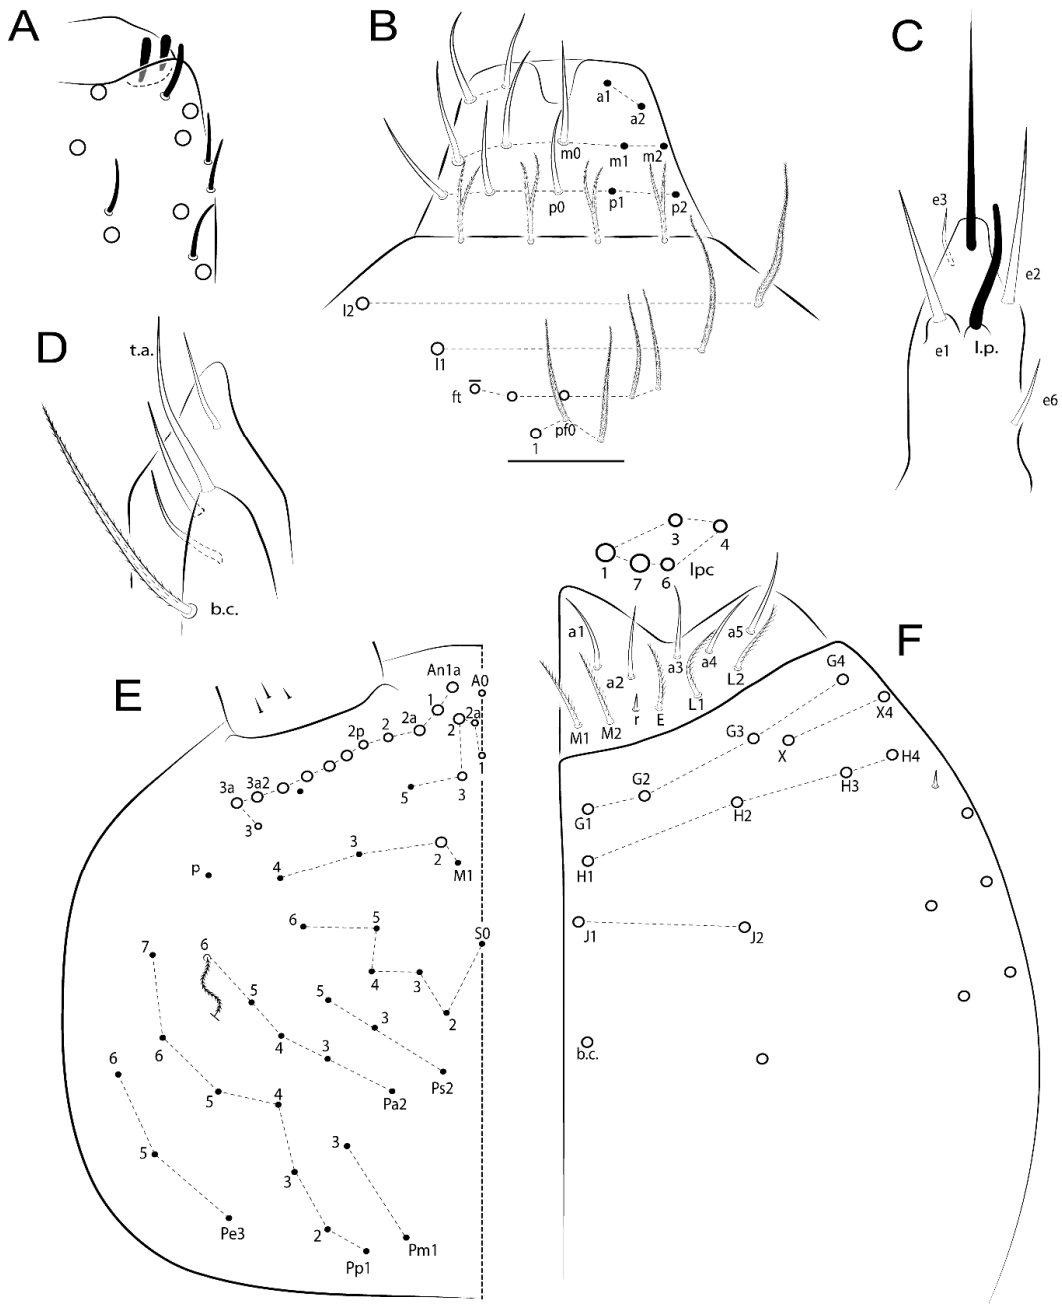 A
B
a1
a2
m0
m1
m2
p0
p1
p2
l2
l1
ft
pf0
1
C
e3
e2
e1
l.p.
e6
D
t.a.
b.c.
E
An1a
A0
1
2a
2
2a
2p
2
1
3a2
3a
3
5
3
p
4
3
2
M1
6
5
S0
4
3
2
7
6
5
5
3
4
3
6
Ps2
6
5
4
Pa2
5
3
3
Pe3
2
Pp1
Pm1
F
3
4
1
7
6
lpc
a1
a2
a3
a4
a5
r
E
L1
L2
M1
M2
G4
X4
G3
X
H4
G2
H3
G1
H2
H1
J1
J2
b.c.